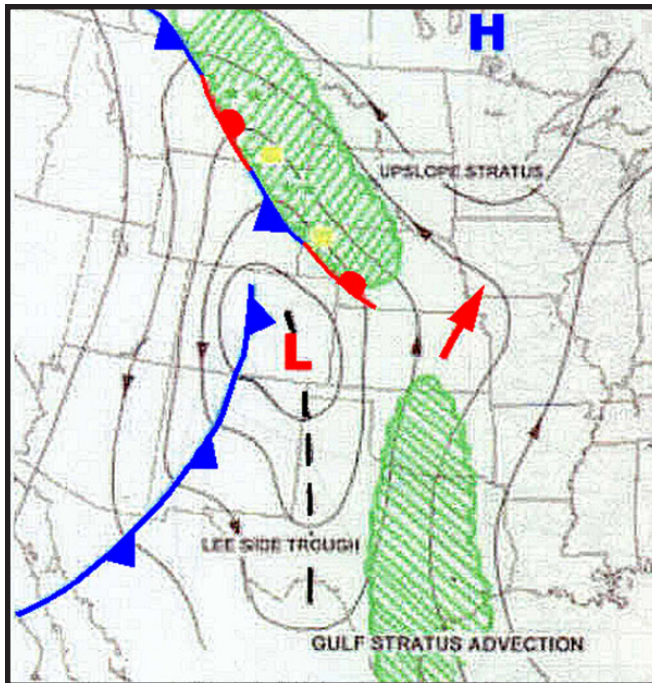 H
UPSLOPE STRATUS
L
LEE SIDE TROUGH
GULF STRATUS ADVECTION